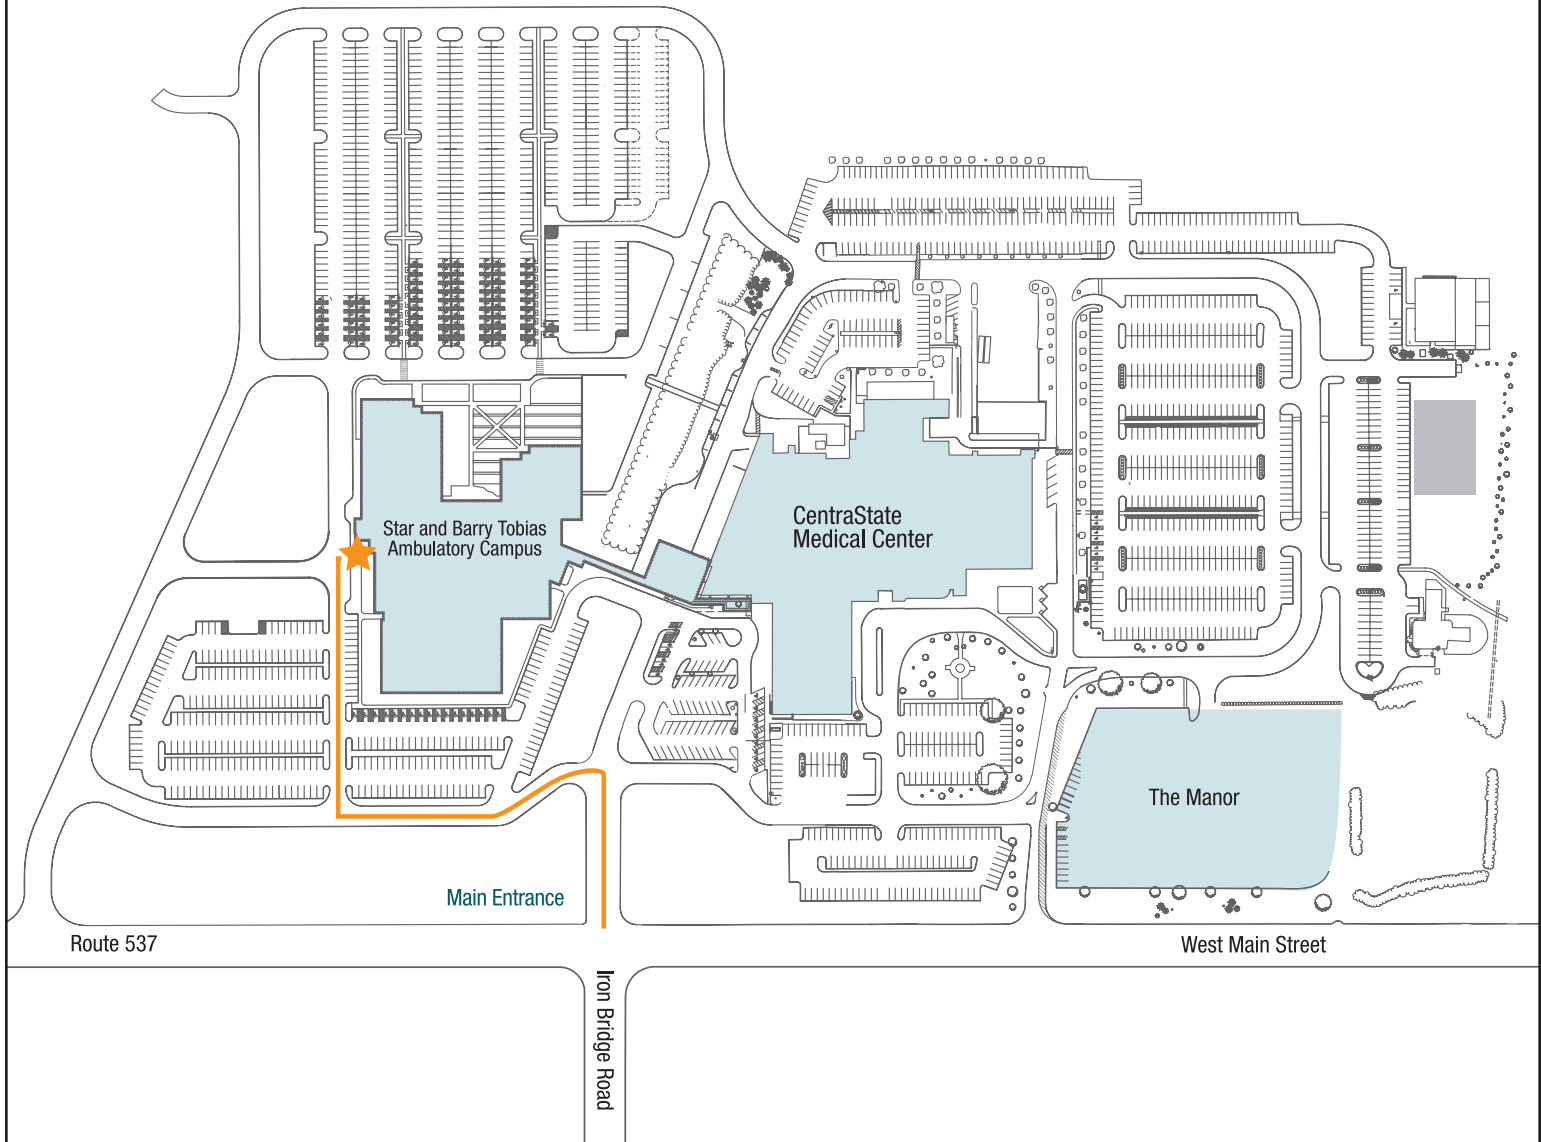 Star and Barry Tobias
Ambulatory Campus
CentraState
Medical Center
The Manor
Main Entrance
Route 537
West Main Street
Iron Bridge Road